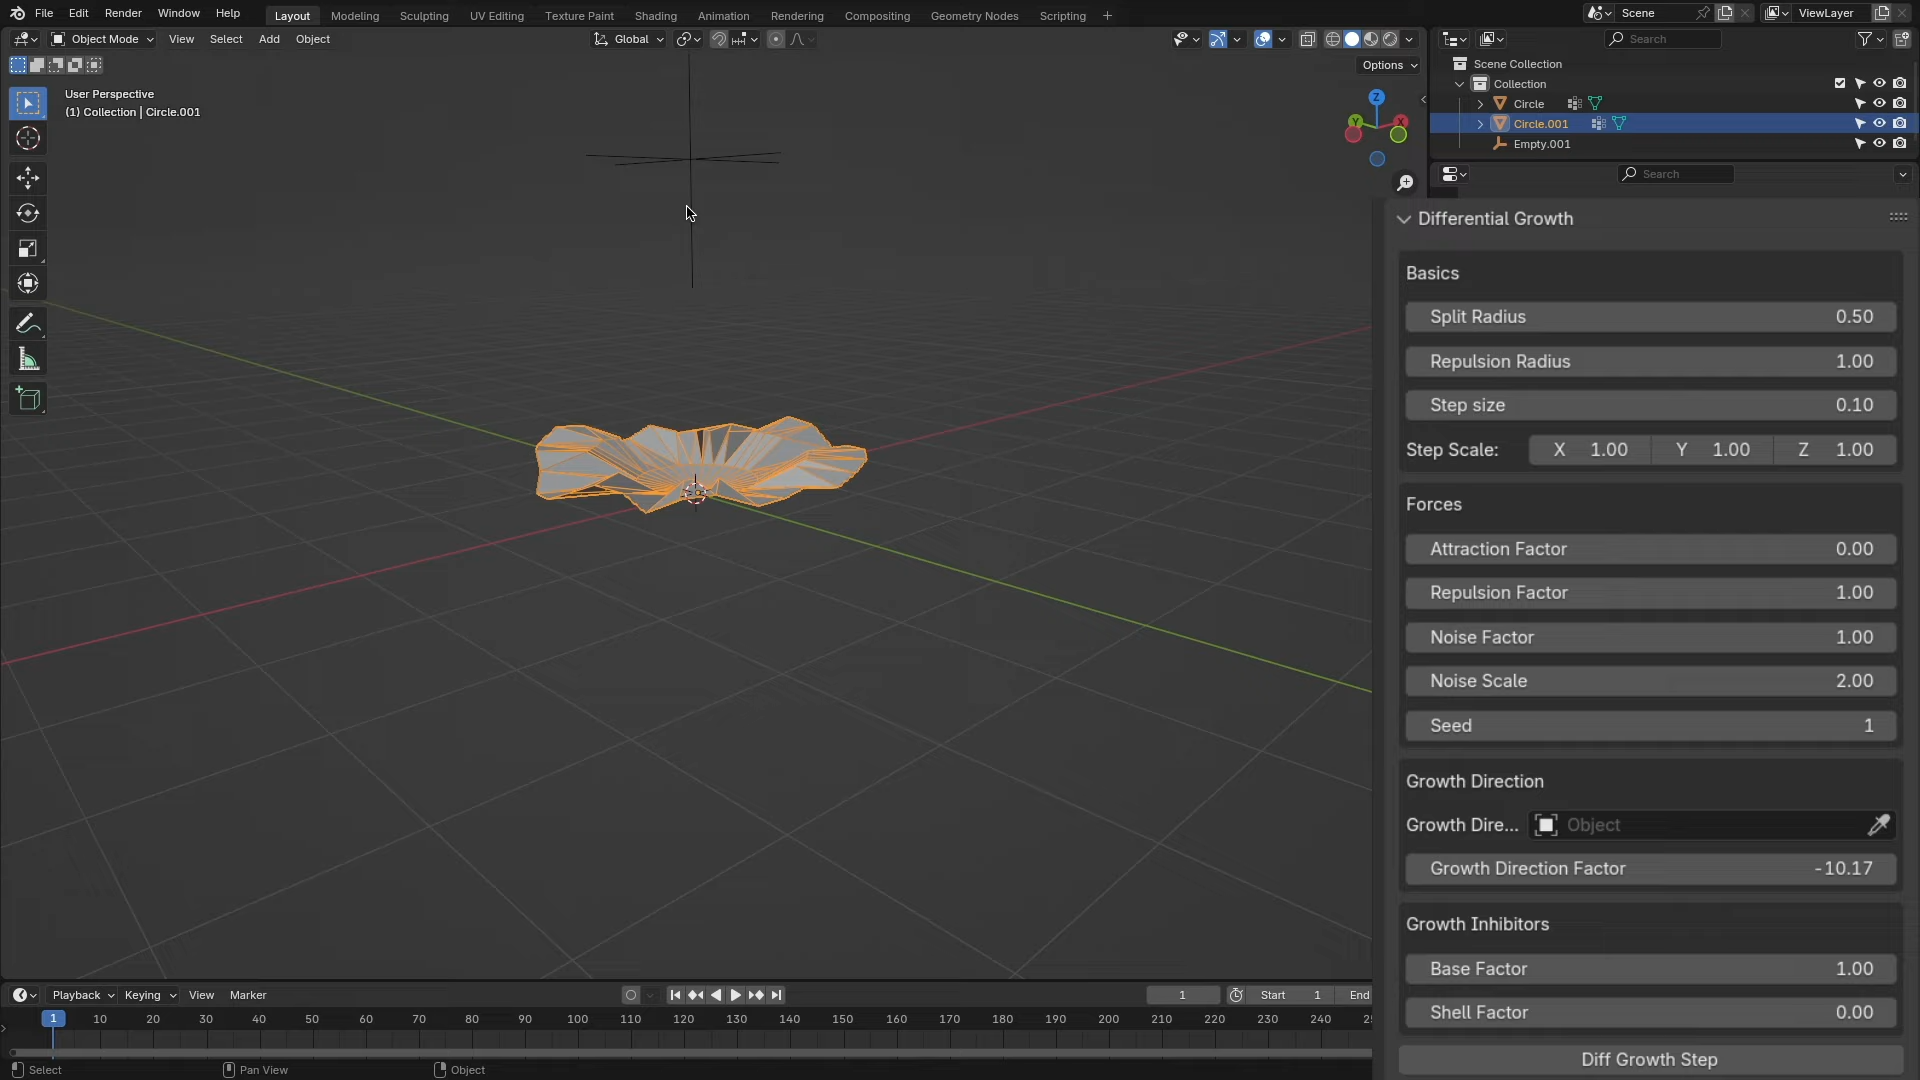 File Edit Render Window Help Layout Modeling Sculpting UV Editing Texture Paint Shading Animation Rendering Compositing Geometry Nodes Scripting + Scene ViewLayer
Object Mode View Select Add Object Global Search
Options
User Perspective
(1) Collection | Circle.001
Z
Y
X
Scene Collection
Collection
Circle
Circle.001
Empty.001
Search
Differential Growth
Basics
Split Radius 0.50
Repulsion Radius 1.00
Step size 0.10
Step Scale: X 1.00 Y 1.00 Z 1.00
Forces
Attraction Factor 0.00
Repulsion Factor 1.00
Noise Factor 1.00
Noise Scale 2.00
Seed 1
Growth Direction
Growth Dire... Object
Growth Direction Factor -10.17
Growth Inhibitors
Base Factor 1.00
Shell Factor 0.00
Diff Growth Step
Playback Keying View Marker 1 Start 1 End
1 10 20 30 40 50 60 70 80 90 100 110 120 130 140 150 160 170 180 190 200 210 220 230 240
Select Pan View Object